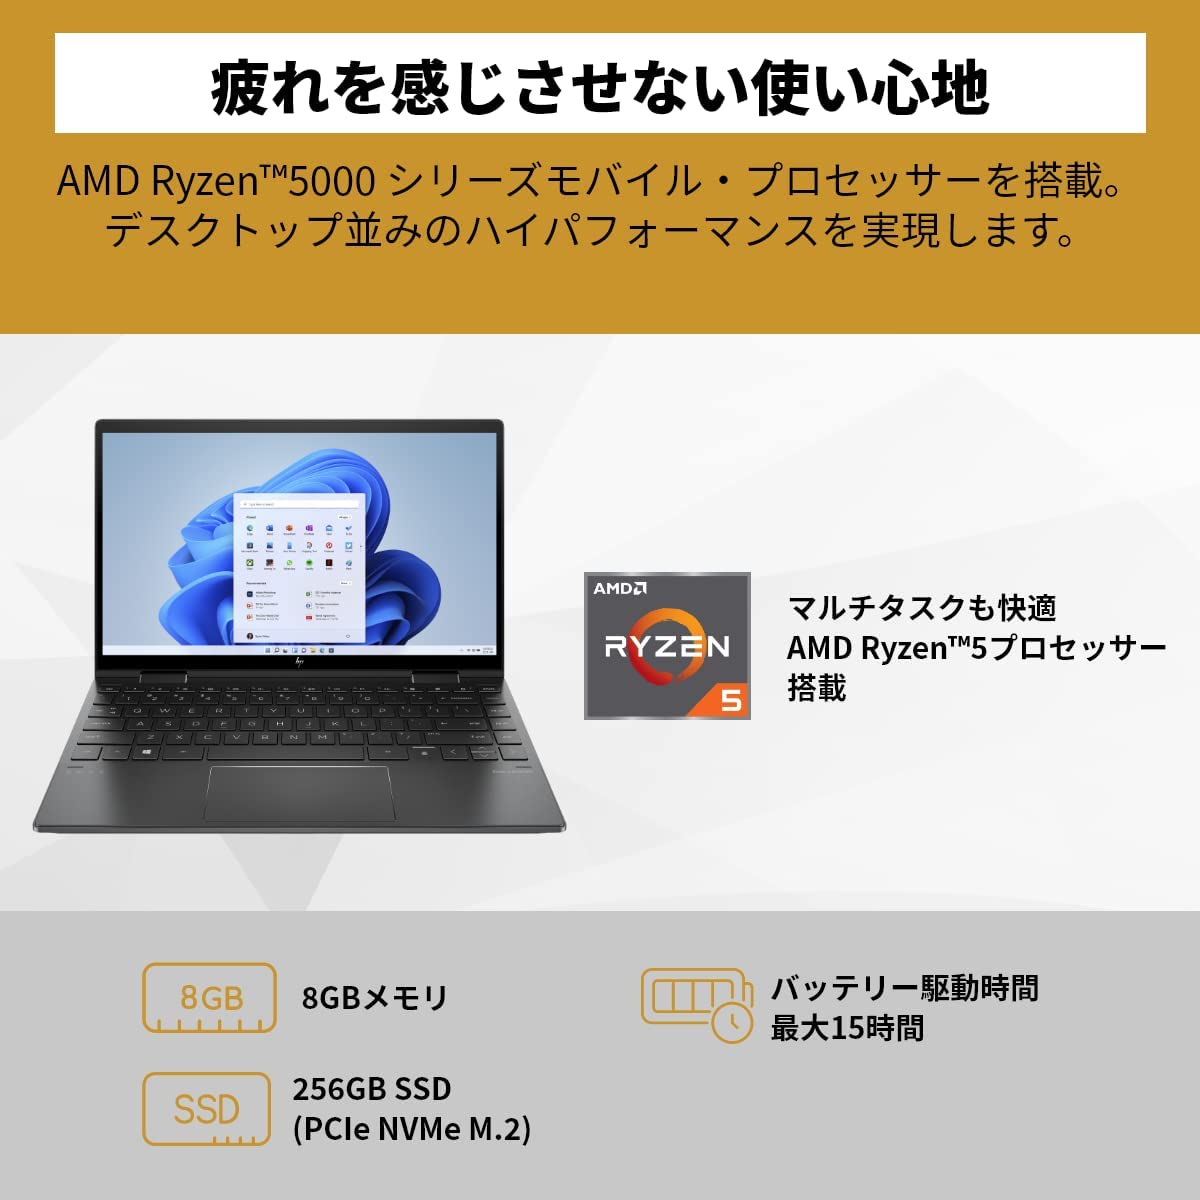 疲れを感じさせない使い心地
AMD Ryzen™5000 シリーズモバイル・プロセッサーを搭載。
デスクトップ並みのハイパフォーマンスを実現します。
hp
AMD
RYZEN
5
マルチタスクも快適
AMD Ryzen™5プロセッサー
搭載
8GB
8GBメモリ
バッテリー駆動時間
最大15時間
SSD
256GB SSD
(PCIe NVMe M.2)